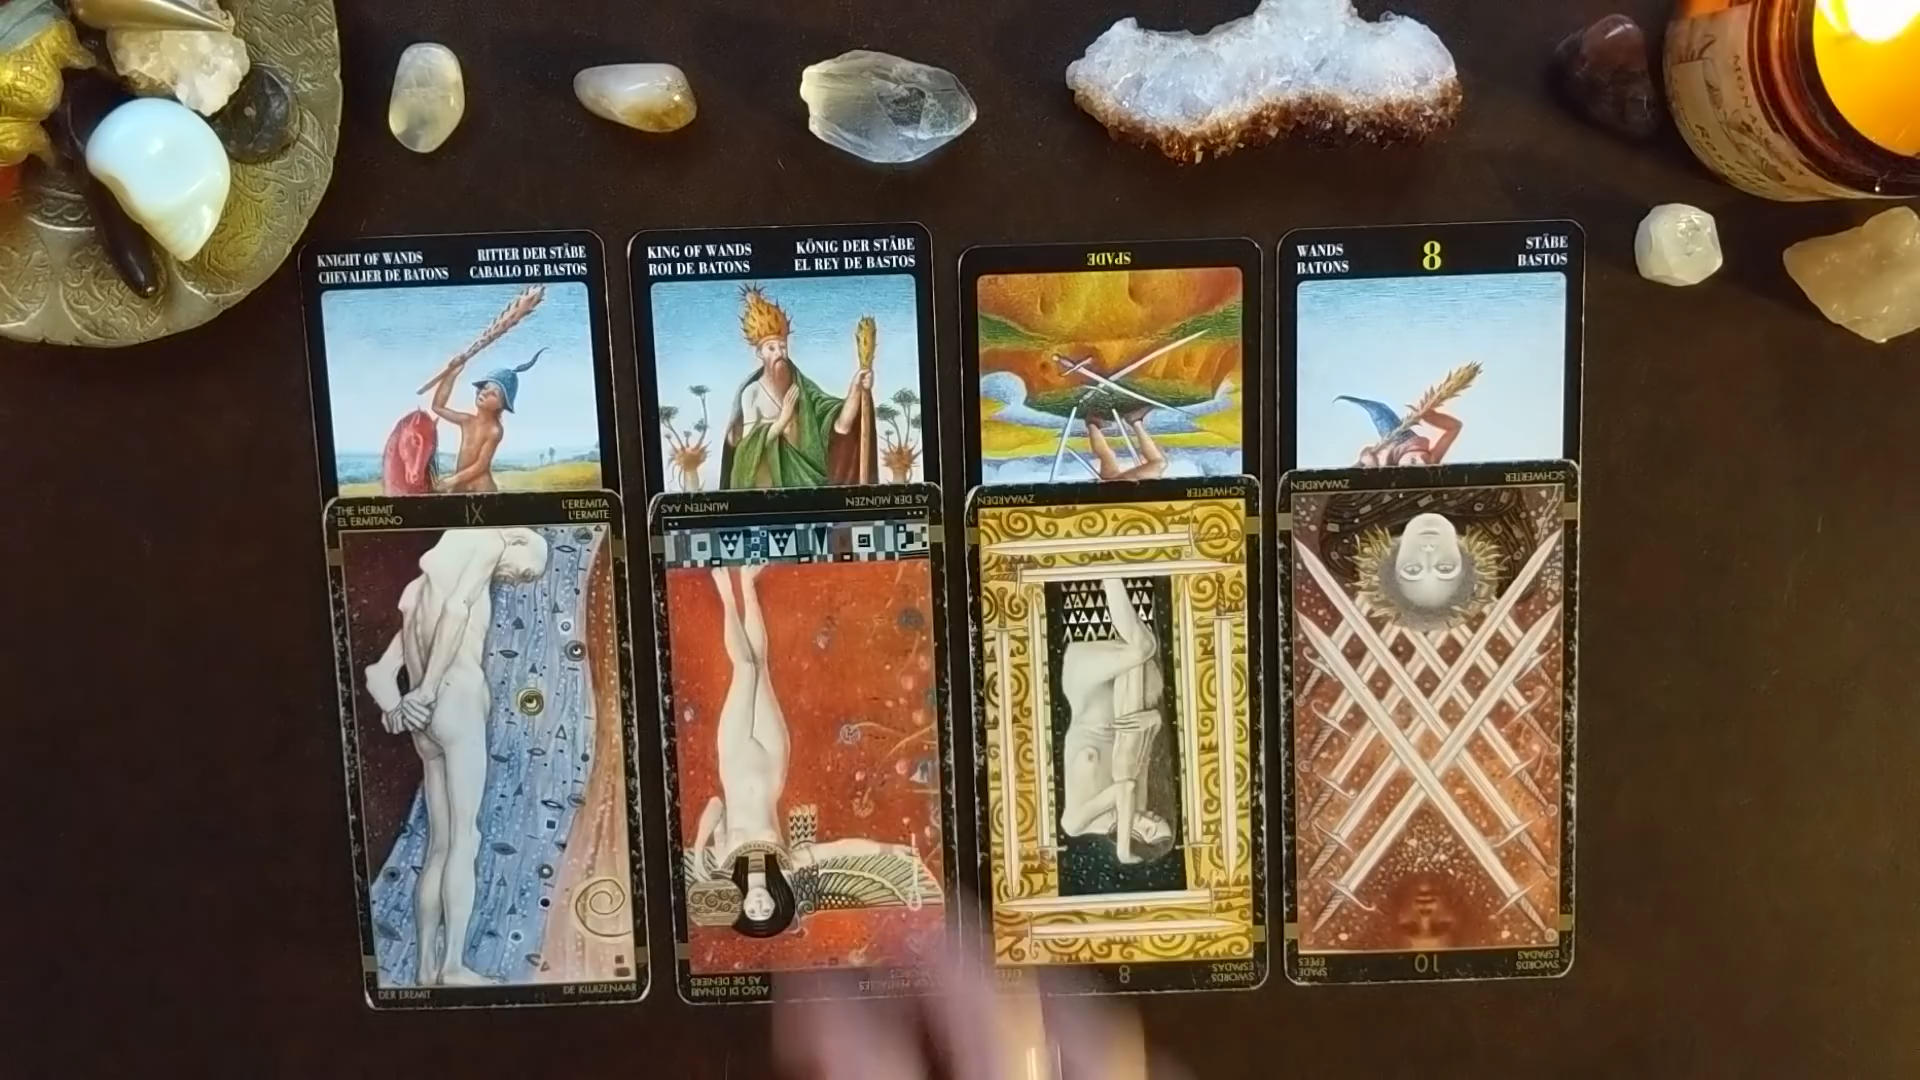 KNIGHT OF WANDS
CHEVALIER DE BATONS
RITTER DER STÄBE
CABALLO DE BASTOS
KING OF WANDS
ROI DE BATONS
KÖNIG DER STÄBE
EL REY DE BASTOS
SPADE
WANDS
BATONS
8
STÄBE
BASTOS
THE HERMIT
EL ERMITANO
IX
L'EREMITA
L'ERMITE
DER EREMIT
DE KLUIZENAAR
MUNTEN AAS
AS DER MÜNZEN
ASSO DI DENARI
AS DE DENIERS
ZWAARDEN
SCHWERTER
8
SWORDS
ESPADAS
ZWAARDEN
SCHWERTER
SPADE
EPEES
10
SWORDS
ESPADAS